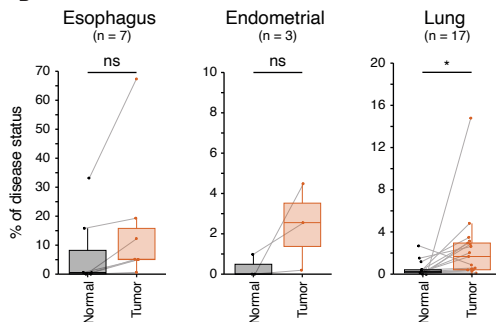 Esophagus
(n = 7)
ns
% of disease status
70
60
50
40
30
20
10
0
Normal
Tumor
Endometrial
(n = 3)
ns
10
8
6
4
2
0
Normal
Tumor
Lung
(n = 17)
*
20
16
12
8
4
0
Normal
Tumor